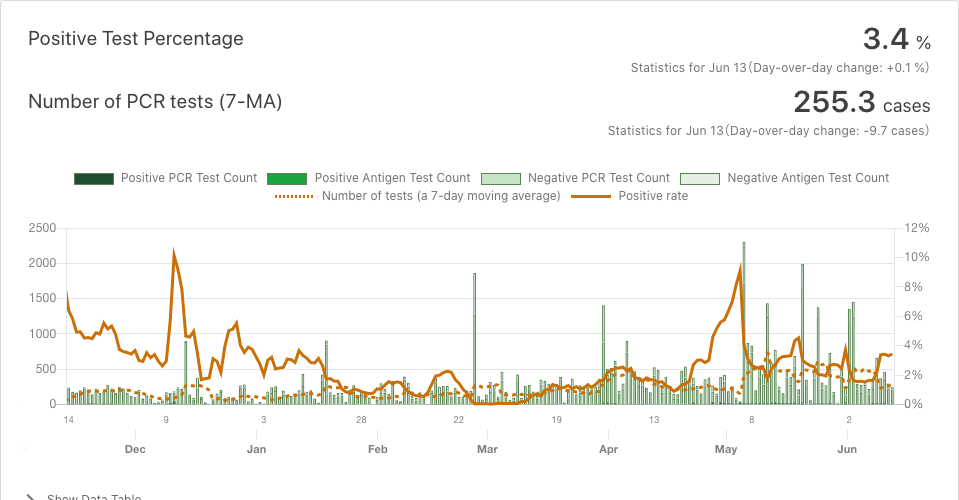 Positive Test Percentage
3.4 %
Statistics for Jun 13(Day-over-day change: +0.1 %)
Number of PCR tests (7-MA)
255.3 cases
Statistics for Jun 13(Day-over-day change: -9.7 cases)
Positive PCR Test Count Positive Antigen Test Count Negative PCR Test Count Negative Antigen Test Count
Number of tests (a 7-day moving average) Positive rate
2500 12%
2000 10%
1500 8%
1000 6%
500 4%
0 2%
0%
14 9 3 28 22 15 6 13 8 2
Dec Jan Feb Mar Apr May Jun
Show Data Table